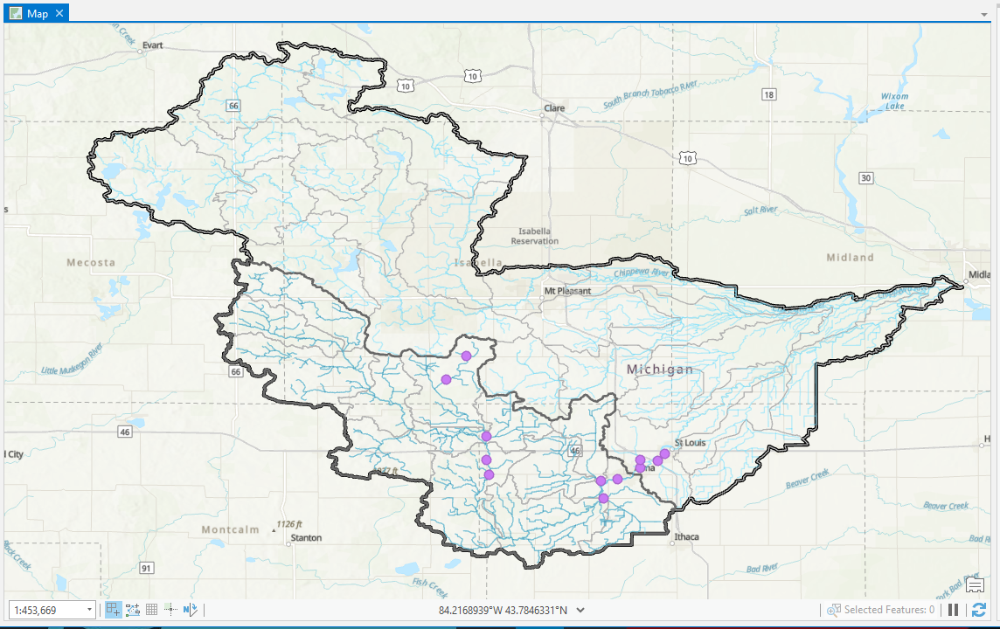 Map
Creek
Evart
10
10
66
Clare
South Branch Tobacco River
18
Wixom
Lake
10
30
Salt River
Isabella
Reservation
Mecosta
Isabella
Midland
Chippewa River
Midla
Mt Pleasant
Little Muskegon River
66
Michigan
46
46
St Louis
l City
ma
H
Beaver Creek
Beaver Creek
Montcalm
1126 ft
Stanton
Ithaca
Bad Ri
91
Bad River
Fish Creek
1:453,669
84.2168939°W 43.7846331°N
Selected Features: 0